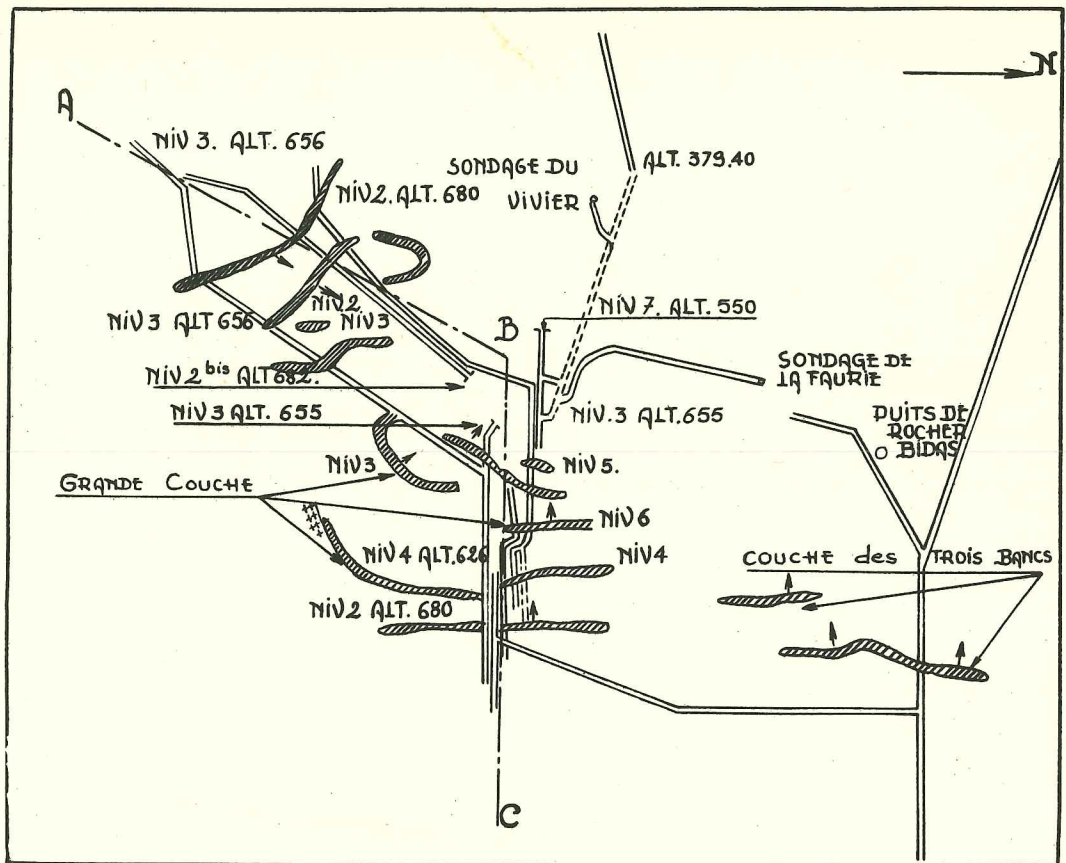 N
A
NIV 3. ALT. 656
SONDAGE DU
VIVIER
ALT. 379.40
NIV 2. ALT. 680
NIV 3 ALT 656
NIV 2
NIV 3
B
NIV 7. ALT. 550
NIV 2 bis ALT 682.
SONDAGE DE
LA FAURIE
NIV 3 ALT. 655
NIV. 3 ALT. 655
PUITS DE
ROCHER
BIDAS
NIV 3
NIV 5.
GRANDE COUCHE
NIV 6
NIV 4 ALT. 626
NIV 4
COUCHE des TROIS BANCS
NIV 2 ALT. 680
C